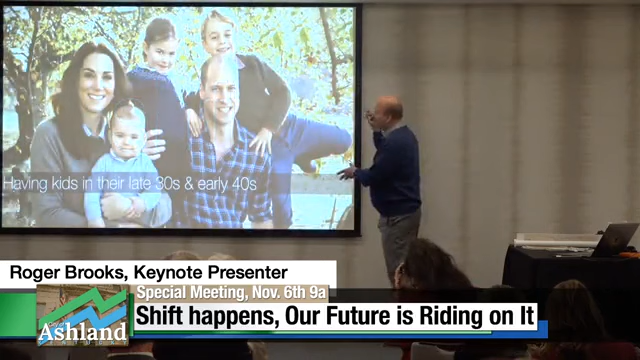 Having kids in their late 30s & early 40s
Roger Brooks, Keynote Presenter
Special Meeting, Nov. 6th 9a
Ashland
Shift happens, Our Future is Riding on It